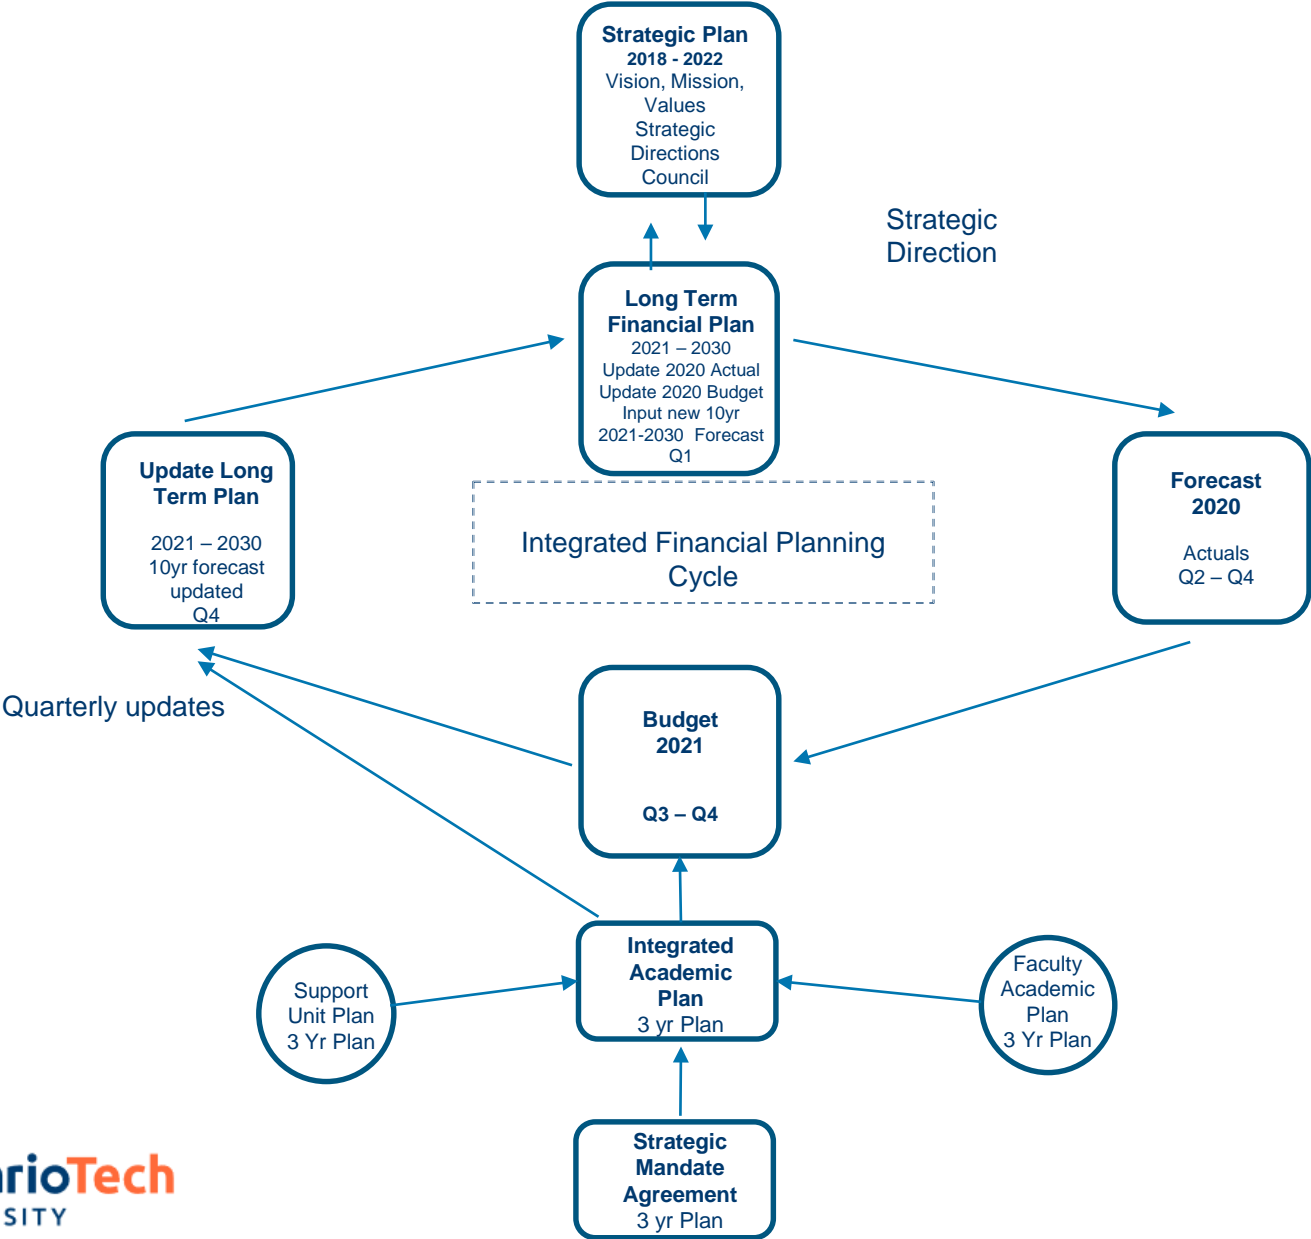 Strategic Plan
2018 - 2022
Vision, Mission,
Values
Strategic
Directions
Council
Strategic
Direction
Long Term
Financial Plan
2021 – 2030
Update 2020 Actual
Update 2020 Budget
Input new 10yr
2021-2030 Forecast
Q1
Update Long
Term Plan
2021 – 2030
10yr forecast
updated
Q4
Integrated Financial Planning
Cycle
Forecast
2020
Actuals
Q2 – Q4
Quarterly updates
Budget
2021
Q3 – Q4
Integrated
Academic
Plan
3 yr Plan
Support
Unit Plan
3 Yr Plan
Faculty
Academic
Plan
3 Yr Plan
Strategic
Mandate
Agreement
3 yr Plan
arioTech
SITY